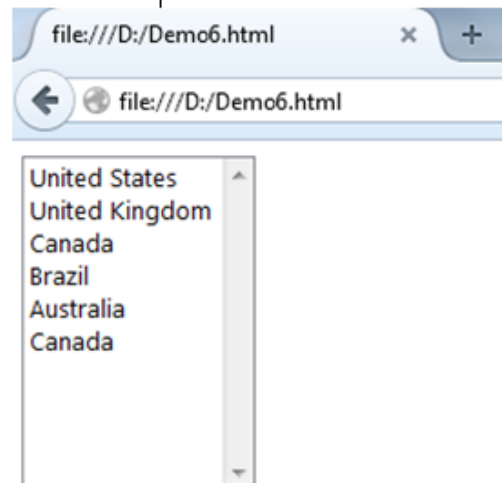 file:///D:/Demo6.html
file:///D:/Demo6.html
United States
United Kingdom
Canada
Brazil
Australia
Canada